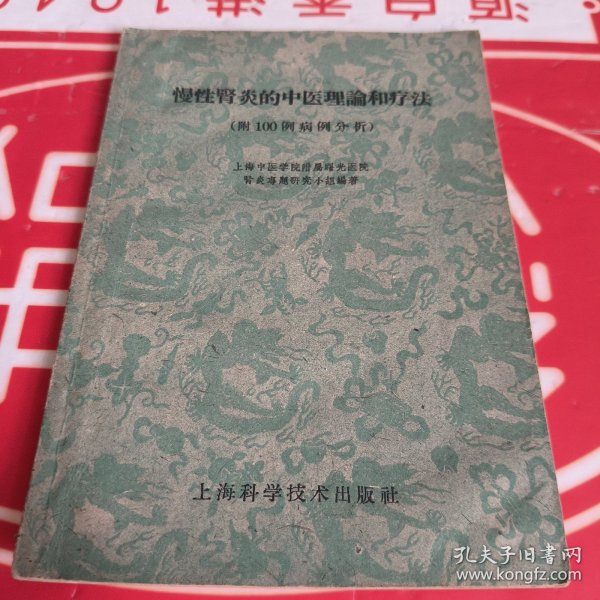 慢性腎炎的中医理論和疗法
(附100例病例分析)
上海中医学院附属曙光医院
腎炎專題研究小組編著
上海科学技术出版社
孔夫子旧书网
www.kongfz.com